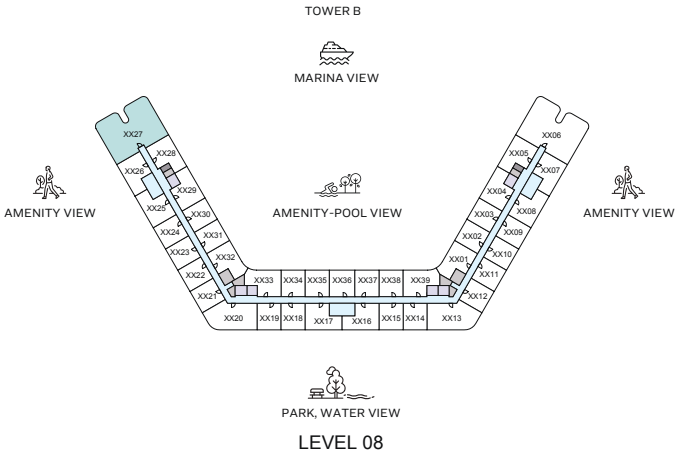 TOWER B
MARINA VIEW
XX27
XX06
XX28
XX05
XX26
XX07
XX29
XX04
AMENITY VIEW
AMENITY-POOL VIEW
AMENITY VIEW
XX25
XX30
XX03
XX08
XX24
XX31
XX02
XX09
XX23
XX32
XX01
XX10
XX22
XX33
XX34
XX35
XX36
XX37
XX38
XX39
XX11
XX21
XX12
XX20
XX19
XX18
XX17
XX16
XX15
XX14
XX13
PARK, WATER VIEW
LEVEL 08